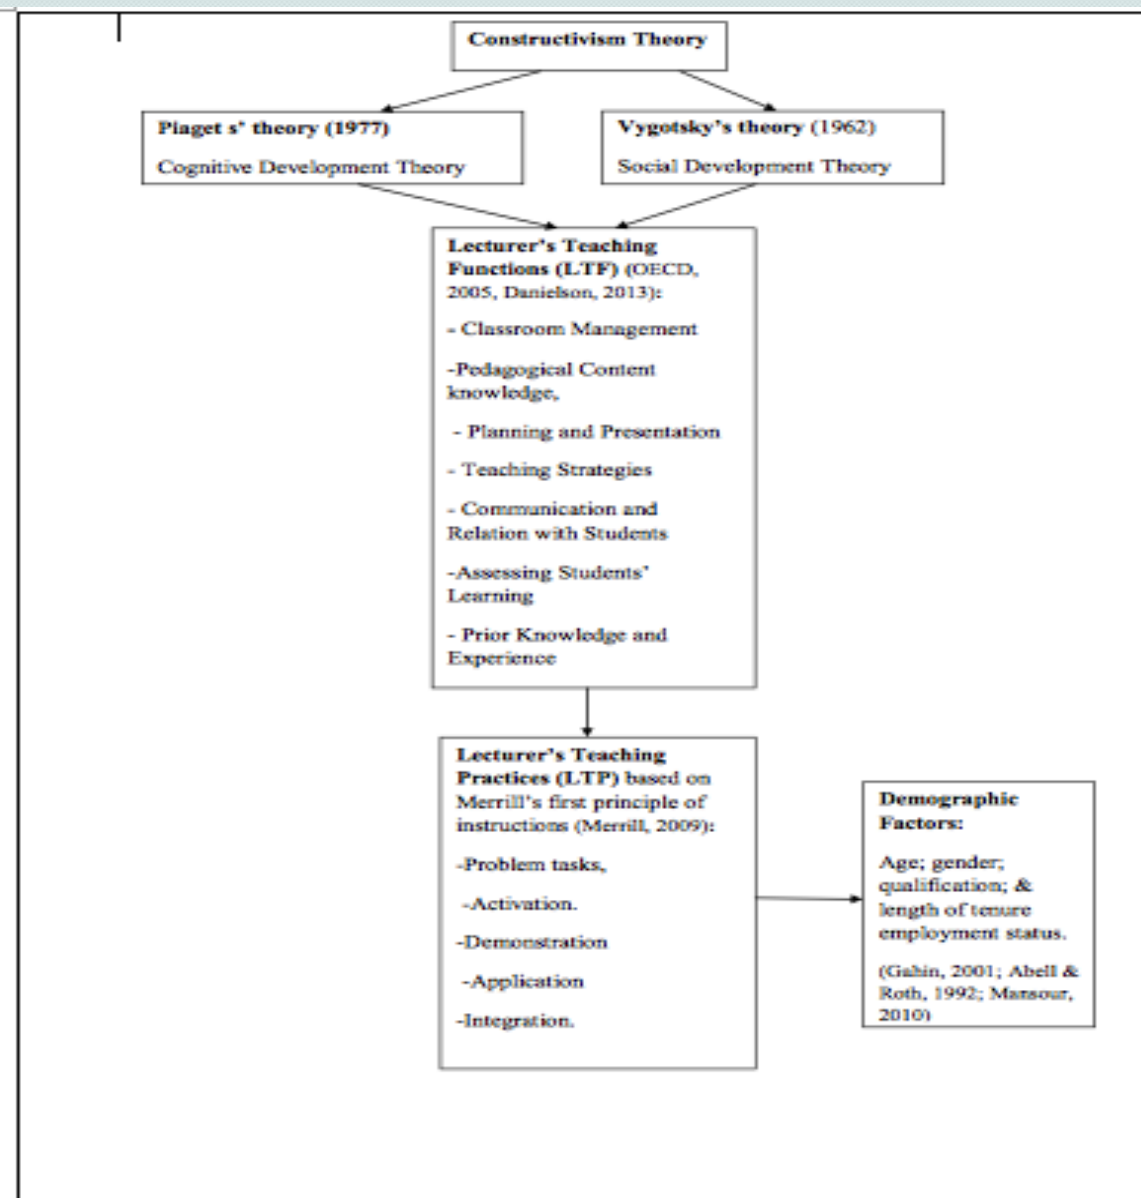 Constructivism Theory
Piaget s' theory (1977)
Cognitive Development Theory
Vygotsky's theory (1962)
Social Development Theory
Lecturer's Teaching
Functions (LTF) (OECD,
2005, Danielson, 2013):
- Classroom Management
-Pedagogical Content
knowledge,
- Planning and Presentation
- Teaching Strategies
- Communication and
Relation with Students
-Assessing Students'
Learning
- Prior Knowledge and
Experience
Lecturer's Teaching
Practices (LTP) based on
Merrill's first principle of
instructions (Merrill, 2009):
-Problem tasks,
-Activation.
-Demonstration
-Application
-Integration.
Demographic
Factors:
Age; gender;
qualification; &
length of tenure
employment status.
(Gahin, 2001; Abell &
Roth, 1992; Mansour,
2010)